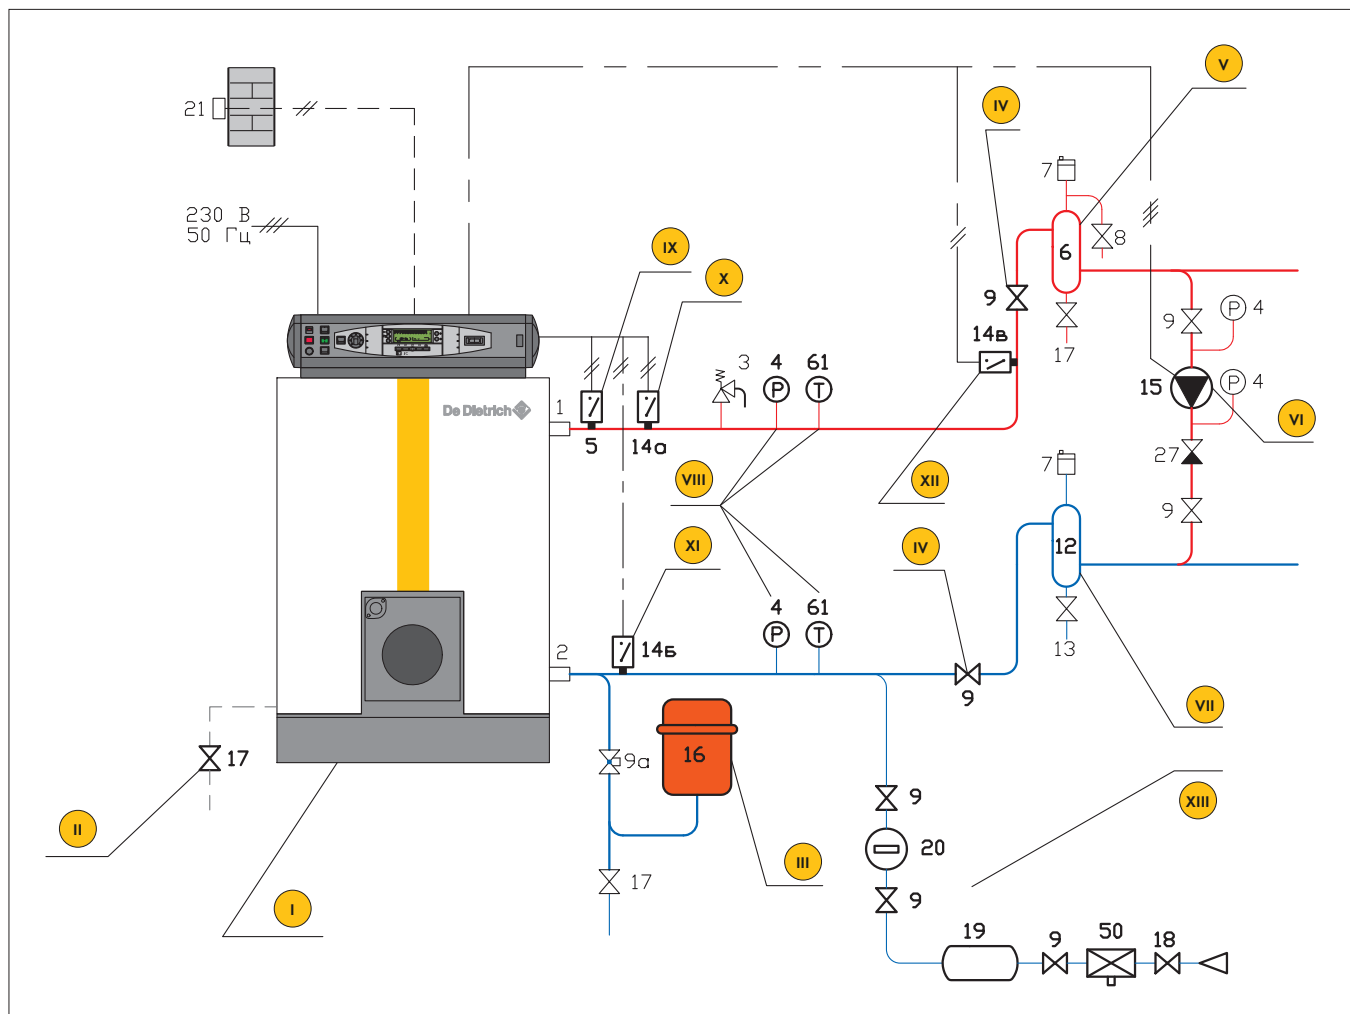 V
IV
21
7
230 В
50 Гц
IX
X
6
8
9
9
P 4
17
14в
3
4
61
P
T
15
P 4
De Dietrich
1
5
14а
VI
27
VIII
XII
7
9
XI
IV
12
4
61
P
T
13
2
14Б
9
VII
17
9а
16
9
XIII
II
20
III
17
9
I
19
9
50
18